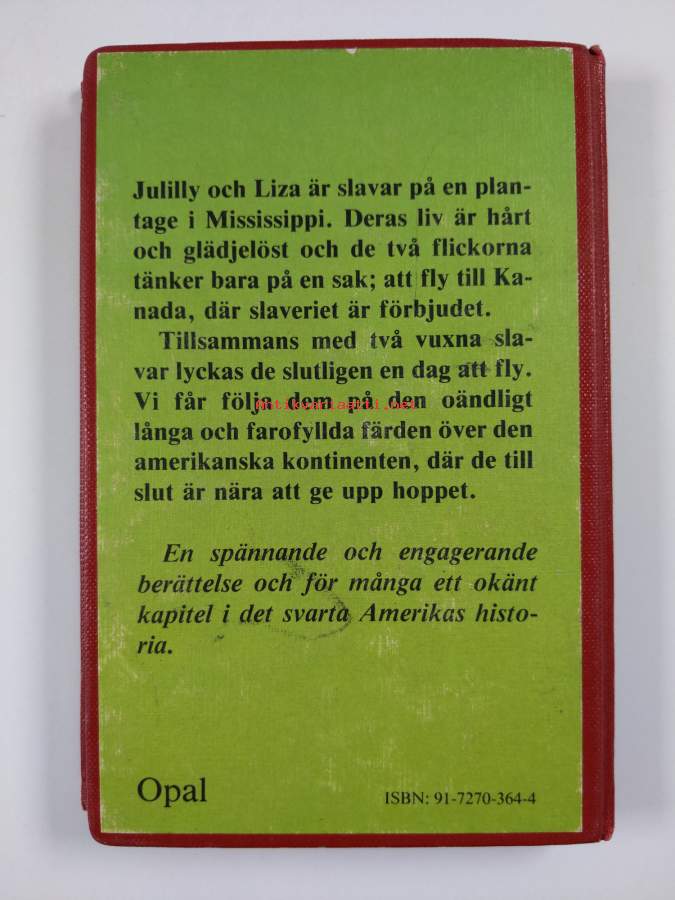 Julilly och Liza är slavar på en plan-
tage i Mississippi. Deras liv är hårt
och glädjelöst och de två flickorna
tänker bara på en sak; att fly till Ka-
nada, där slaveriet är förbjudet.
Tillsammans med två vuxna sla-
var lyckas de slutligen en dag att fly.
Vi får följa dem på den oändligt
långa och farofyllda färden över den
amerikanska kontinenten, där de till
slut är nära att ge upp hoppet.
En spännande och engagerande
berättelse och för många ett okänt
kapitel i det svarta Amerikas histo-
ria.
Opal
ISBN: 91-7270-364-4